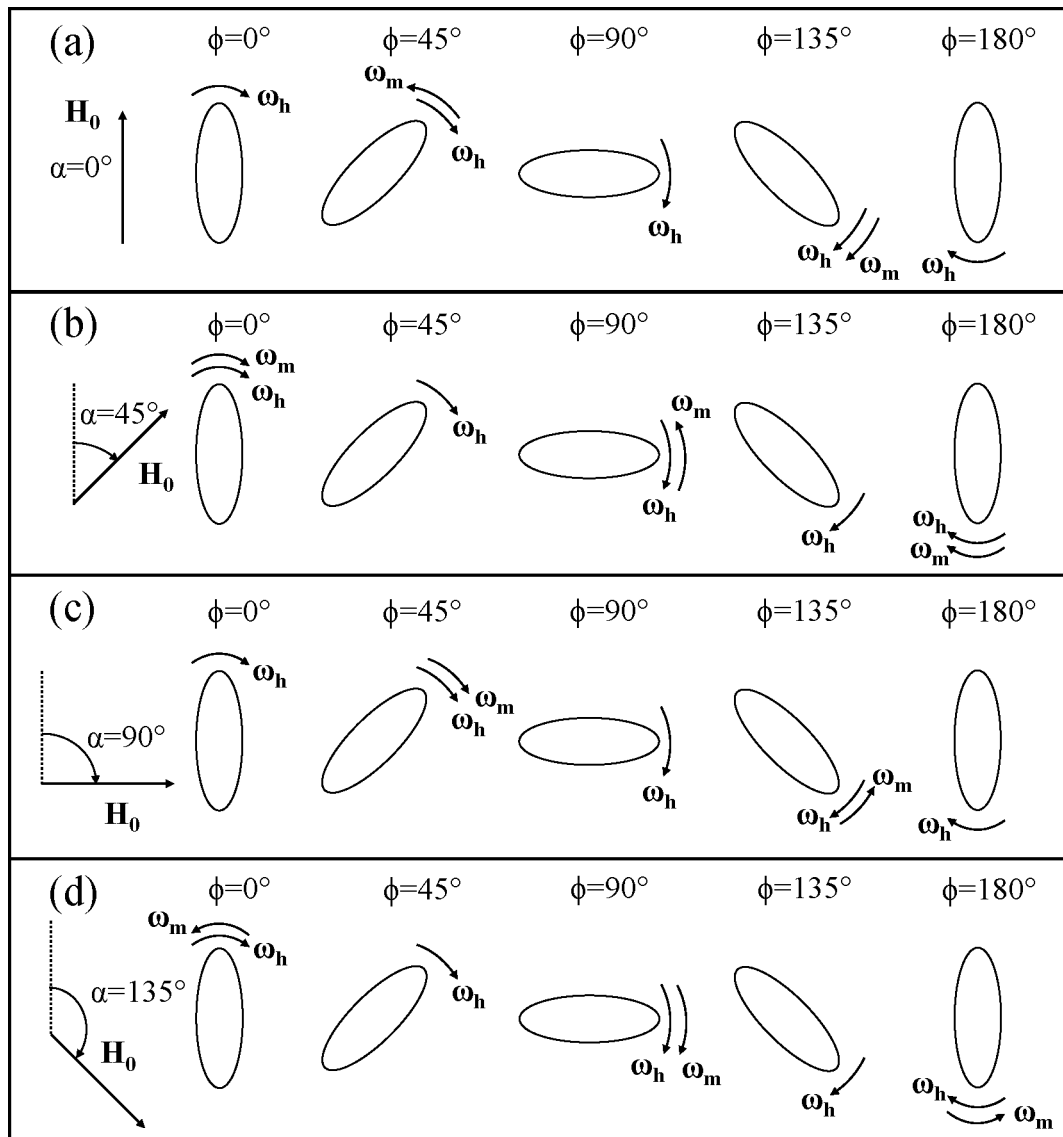 (a) ϕ=0° ϕ=45° ϕ=90° ϕ=135° ϕ=180°
ωm
H0 ωh
α=0° ωh
ωh ωh ωm ωh
(b) ϕ=0° ϕ=45° ϕ=90° ϕ=135° ϕ=180°
ωm
ωh
α=45° ωh ωm
H0
ωh ωh ωh
ωm
(c) ϕ=0° ϕ=45° ϕ=90° ϕ=135° ϕ=180°
ωh ωm
ωh
α=90° ωh ωm
H0 ωh ωh
(d) ϕ=0° ϕ=45° ϕ=90° ϕ=135° ϕ=180°
ωm ωh
α=135° ωh
H0 ωh ωm ωh ωh
ωm